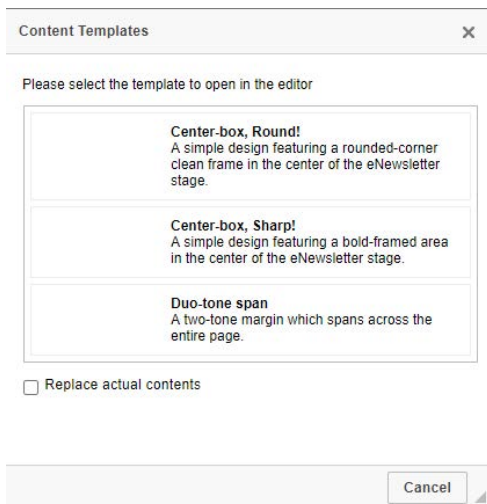 Content Templates
Please select the template to open in the editor
Center-box, Round!
A simple design featuring a rounded-corner
clean frame in the center of the eNewsletter
stage.
Center-box, Sharp!
A simple design featuring a bold-framed area
in the center of the eNewsletter stage.
Duo-tone span
A two-tone margin which spans across the
entire page.
Replace actual contents
Cancel